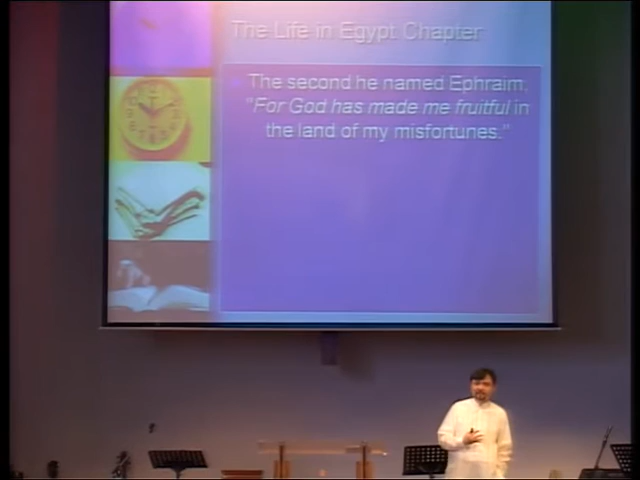 The Life in Egypt Chapter
The second he named Ephraim,
"For God has made me fruitful in
the land of my misfortunes."